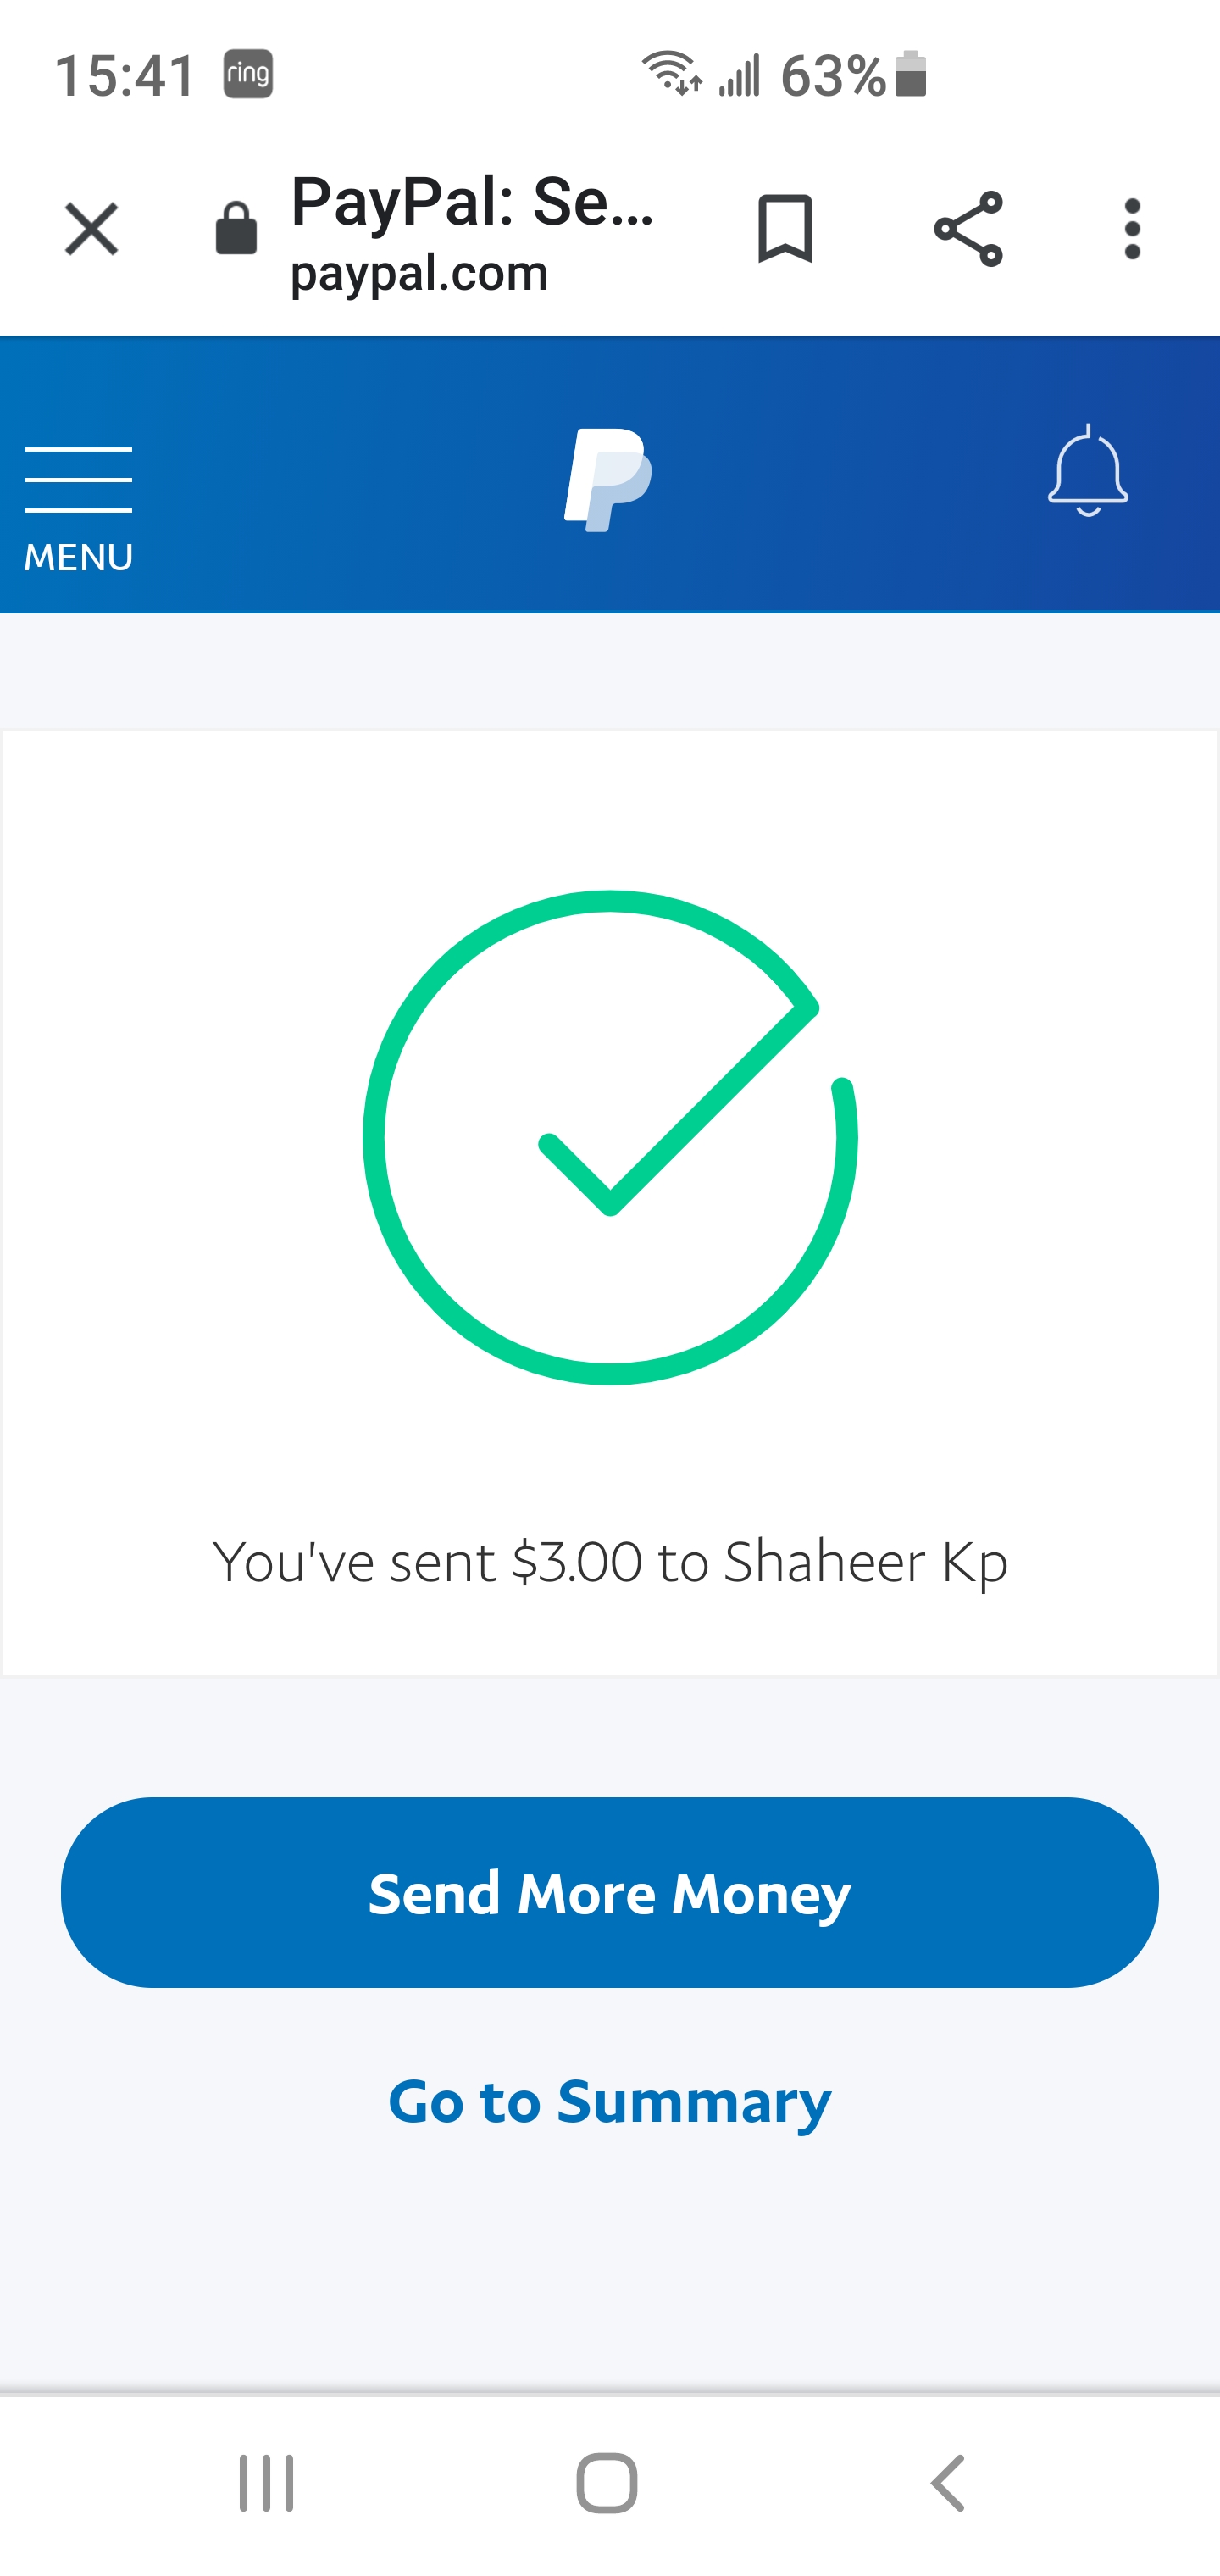 15:41 ring 63%
PayPal: Se...
paypal.com
MENU
You've sent $3.00 to Shaheer Kp
Send More Money
Go to Summary